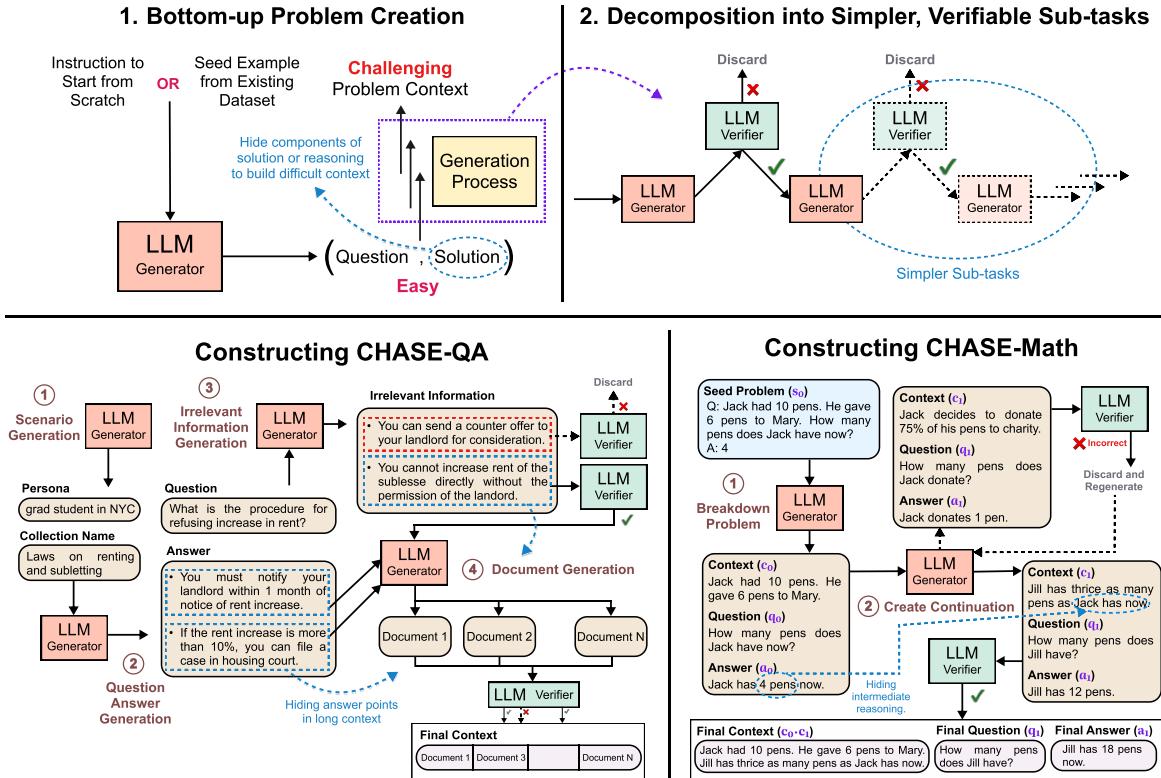 1. Bottom-up Problem Creation
Instruction to
Start from
Scratch
OR
Seed Example
from Existing
Dataset
Challenging
Problem Context
Hide components of
solution or reasoning
to build difficult context
Generation
Process
LLM
Generator
(Question , Solution)
Easy
2. Decomposition into Simpler, Verifiable Sub-tasks
Discard
Discard
LLM
Verifier
LLM
Verifier
LLM
Generator
LLM
Generator
LLM
Generator
Simpler Sub-tasks
Constructing CHASE-QA
1
Scenario
Generation
LLM
Generator
Persona
grad student in NYC
Collection Name
Laws on renting
and subletting
LLM
Generator
2
Question
Answer
Generation
3
Irrelevant
Information
Generation
LLM
Generator
Question
What is the procedure for
refusing increase in rent?
Answer
• You must notify your
landlord within 1 month of
notice of rent increase.
• If the rent increase is more
than 10%, you can file a
case in housing court.
Hiding answer points
in long context
Irrelevant Information
• You can send a counter offer to
your landlord for consideration.
• You cannot increase rent of the
sublesse directly without the
permission of the landord.
Discard
LLM
Verifier
LLM
Verifier
LLM
Generator
4 Document Generation
Document 1
Document 2
Document N
LLM Verifier
Final Context
Document 1
Document 3
Document N
Constructing CHASE-Math
Seed Problem (s0)
Q: Jack had 10 pens. He gave
6 pens to Mary. How many
pens does Jack have now?
A: 4
1
Breakdown
Problem
LLM
Generator
Context (c0)
Jack had 10 pens. He
gave 6 pens to Mary.
Question (q0)
How many pens does
Jack have now?
Answer (a0)
Jack has 4 pens now.
Context (c1)
Jack decides to donate
75% of his pens to charity.
Question (q1)
How many pens does
Jack donate?
Answer (a1)
Jack donates 1 pen.
LLM
Verifier
Incorrect
Discard and
Regenerate
LLM
Generator
2 Create Continuation
Context (c1)
Jill has thrice as many
pens as Jack has now.
Question (q1)
How many pens does
Jill have?
Answer (a1)
Jill has 12 pens.
LLM
Verifier
Hiding
intermediate
reasoning.
Final Context (c0·c1)
Jack had 10 pens. He gave 6 pens to Mary.
Jill has thrice as many pens as Jack has now.
Final Question (q1)
How many pens
does Jill have?
Final Answer (a1)
Jill has 18 pens
now.